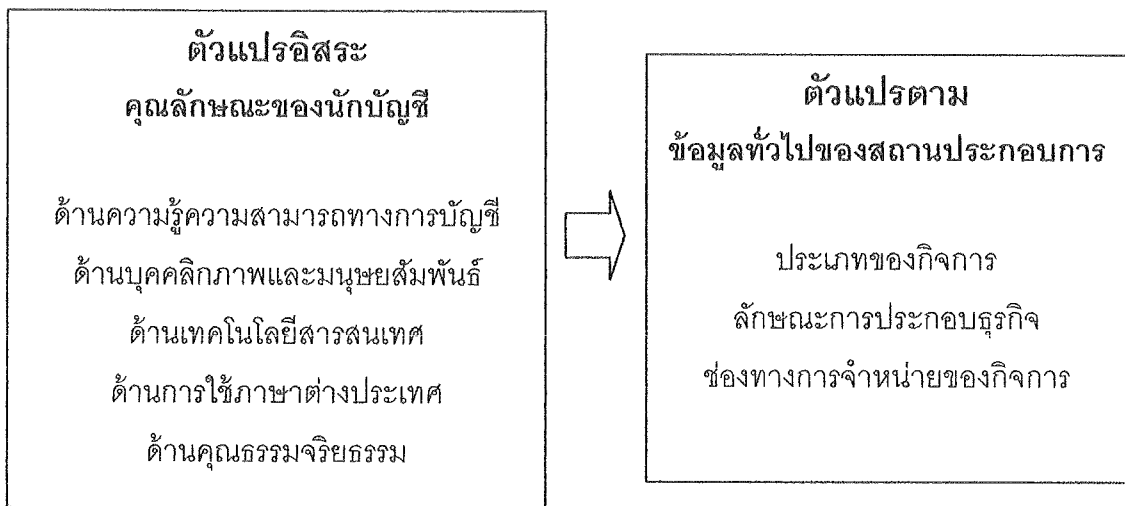 ตัวแปรอิสระ
คุณลักษณะของนักบัญชี
ด้านความรู้ความสามารถทางการบัญชี
ด้านบุคคลิกภาพและมนุษยสัมพันธ์
ด้านเทคโนโลยีสารสนเทศ
ด้านการใช้ภาษาต่างประเทศ
ด้านคุณธรรมจริยธรรม
ตัวแปรตาม
ข้อมูลทั่วไปของสถานประกอบการ
ประเภทของกิจการ
ลักษณะการประกอบธุรกิจ
ช่องทางการจำหน่ายของกิจการ